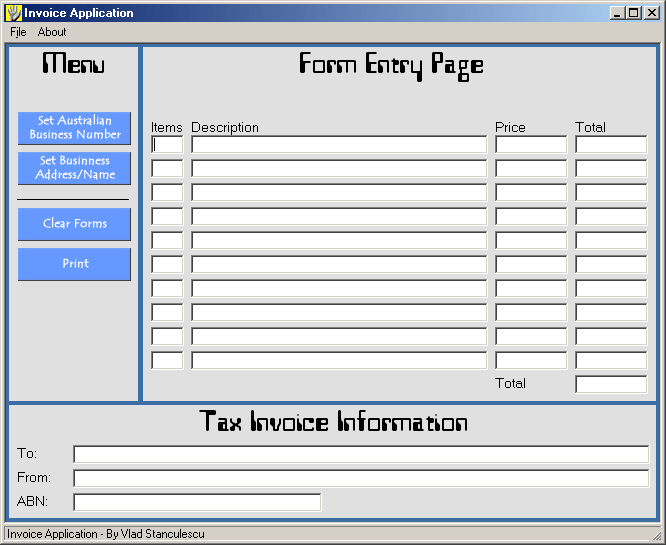 Invoice Application
File About
Menu
Set Australian
Business Number
Set Businness
Address/Name
Clear Forms
Print
Form Entry Page
Items Description Price Total
Total
Tax Invoice Information
To:
From:
ABN:
Invoice Application - By Vlad Stanculescu